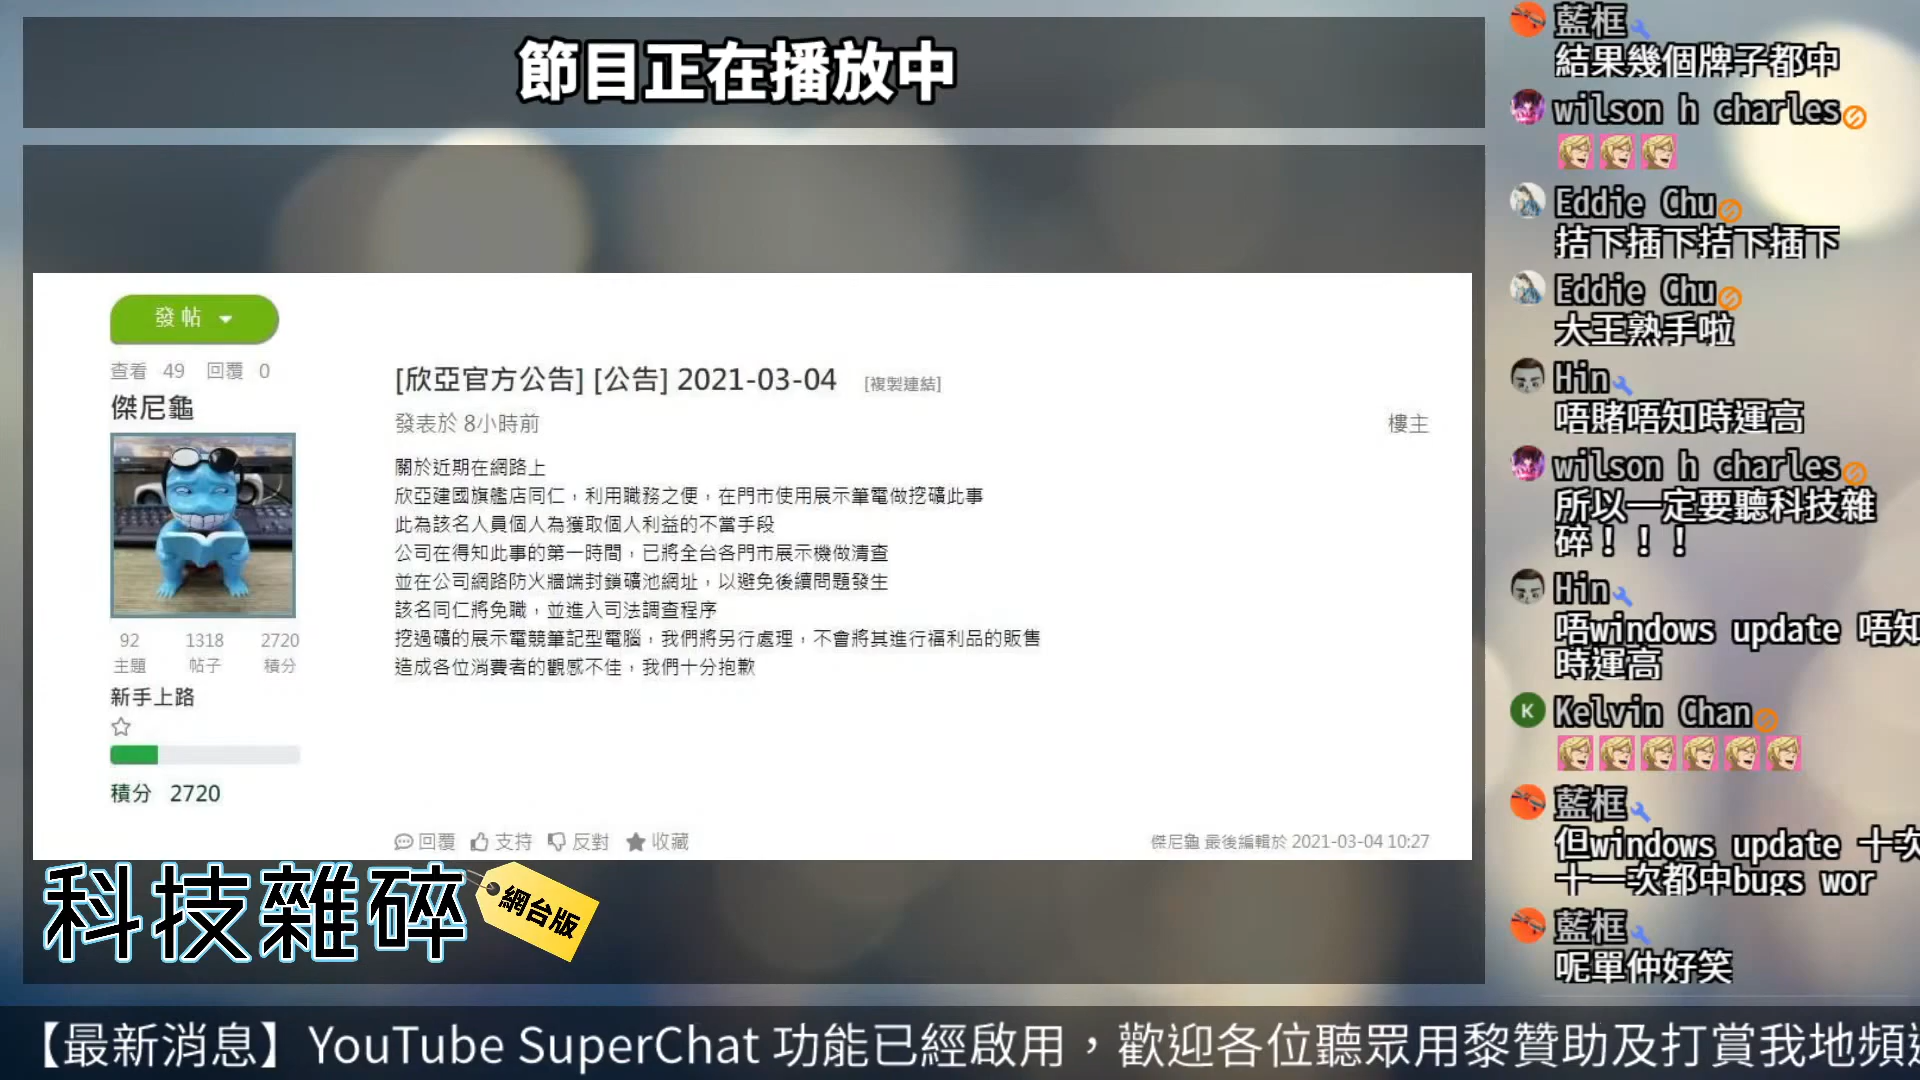 節目正在播放中
發帖
查看 49 回覆 0
傑尼龜
92 1318 2720
主題 帖子 積分
新手上路
積分 2720
[欣亞官方公告] [公告] 2021-03-04 [複製連結]
發表於 8小時前 樓主
關於近期在網路上
欣亞建國旗艦店同仁，利用職務之便，在門市使用展示筆電做挖礦此事
此為該名人員個人為獲取個人利益的不當手段
公司在得知此事的第一時間，已將全台各門市展示機做清查
並在公司網路防火牆端封鎖礦池網址，以避免後續問題發生
該名同仁將免職，並進入司法調查程序
挖過礦的展示電競筆記型電腦，我們將另行處理，不會將其進行福利品的販售
造成各位消費者的觀感不佳，我們十分抱歉
回覆 支持 反對 收藏
傑尼龜 最後編輯於 2021-03-04 10:27
科技雜碎
網台版
藍框
結果幾個牌子都中
wilson h charles
Eddie Chu
拮下插下拮下插下
Eddie Chu
大王熟手啦
Hin
唔賭唔知時運高
wilson h charles
所以一定要聽科技雜
碎！！！
Hin
唔windows update 唔知
時運高
K Kelvin Chan
藍框
但windows update 十次
十一次都中bugs wor
藍框
呢單仲好笑
【最新消息】YouTube SuperChat 功能已經啟用，歡迎各位聽眾用黎贊助及打賞我地頻